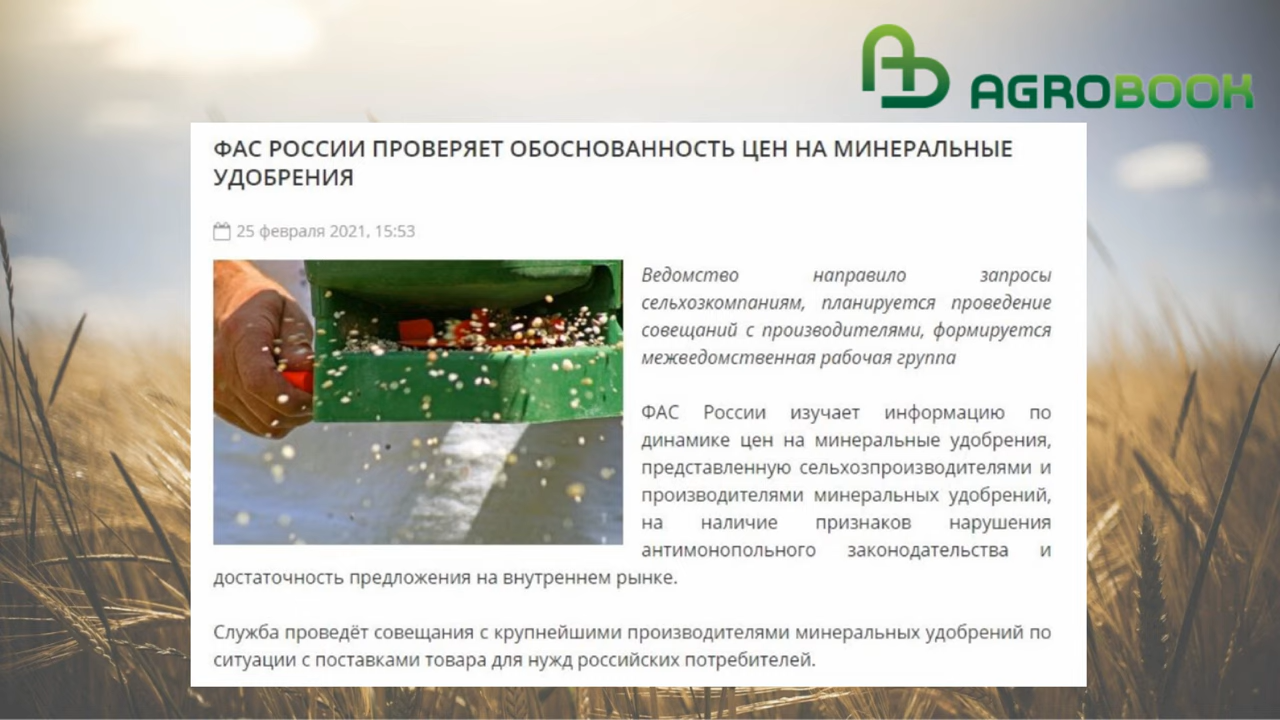 AGROBOOK
ФАС РОССИИ ПРОВЕРЯЕТ ОБОСНОВАННОСТЬ ЦЕН НА МИНЕРАЛЬНЫЕ
УДОБРЕНИЯ
25 февраля 2021, 15:53
Ведомство направило запросы
сельхозкомпаниям, планируется проведение
совещаний с производителями, формируется
межведомственная рабочая группа
ФАС России изучает информацию по
динамике цен на минеральные удобрения,
представленную сельхозпроизводителями и
производителями минеральных удобрений,
на наличие признаков нарушения
антимонопольного законодательства и
достаточность предложения на внутреннем рынке.
Служба проведёт совещания с крупнейшими производителями минеральных удобрений по
ситуации с поставками товара для нужд российских потребителей.